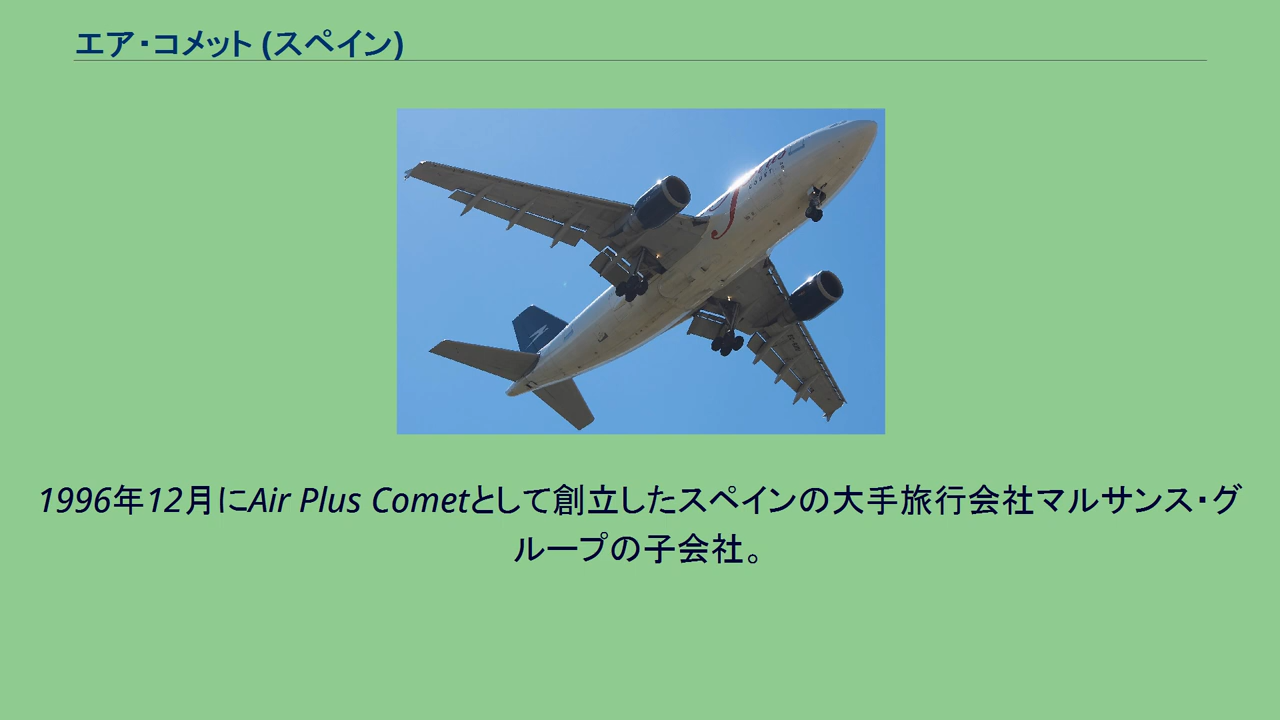 エア・コメット (スペイン)
1996年12月にAir Plus Cometとして創立したスペインの大手旅行会社マルサンス・グ
ループの子会社。